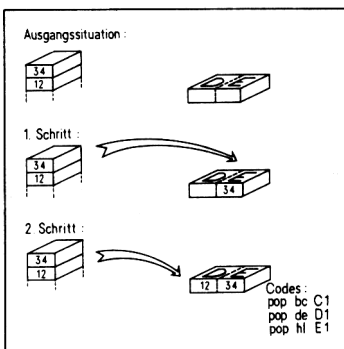 Ausgangssituation :
34
12
D E
1. Schritt :
34
12
D E
34
2 Schritt :
34
12
D E
12 34
Codes :
pop bc C1
pop de D1
pop hl E1